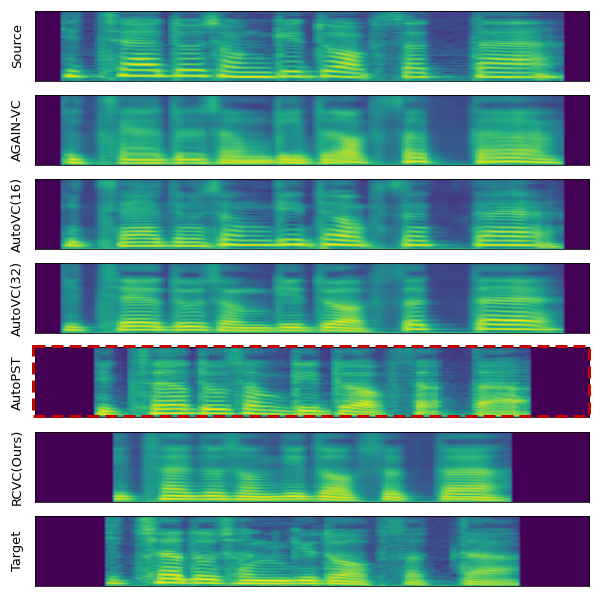 Source
AGAIN-VC
AutoVC(16)
AutoVC(32)
AutoPST
RCVC(Ours)
Target